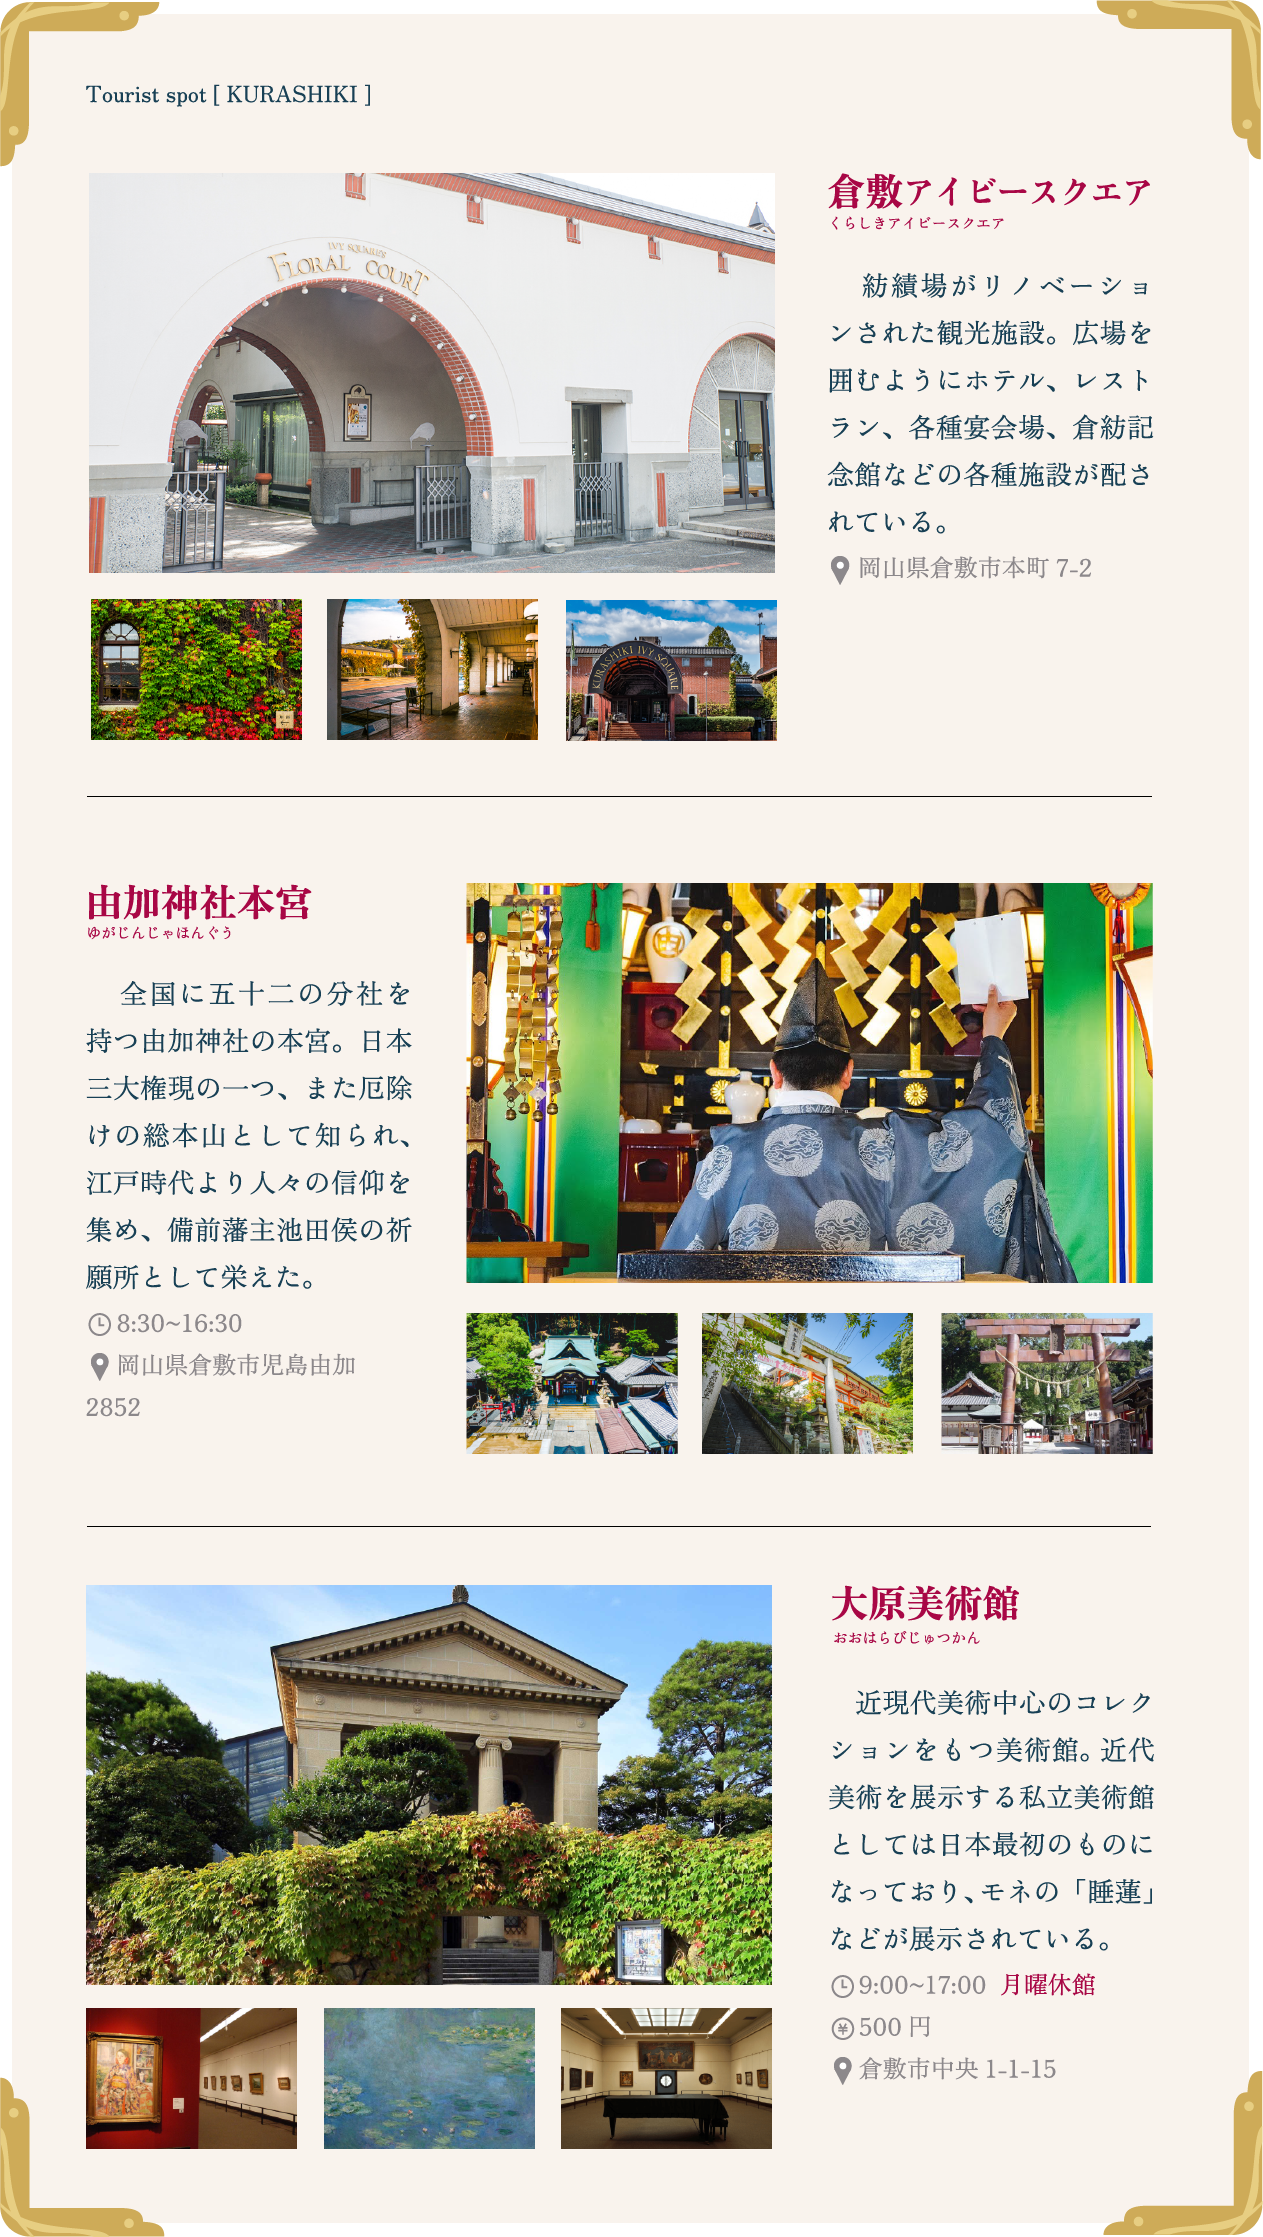 Tourist spot [ KURASHIKI ]
IVY SQUARE'S
FLORAL COURT
KURASHIKI IVY SQUARE
倉敷アイビースクエア
くらしきアイビースクエア
紡績場がリノベーショ
ンされた観光施設。広場を
囲むようにホテル、レスト
ラン、各種宴会場、倉紡記
念館などの各種施設が配さ
れている。
岡山県倉敷市本町 7-2
由加神社本宮
ゆがじんじゃほんぐう
全国に五十二の分社を
持つ由加神社の本宮。日本
三大権現の一つ、また厄除
けの総本山として知られ、
江戸時代より人々の信仰を
集め、備前藩主池田侯の祈
願所として栄えた。
8:30~16:30
岡山県倉敷市児島由加
2852
大原美術館
おおはらびじゅつかん
近現代美術中心のコレク
ションをもつ美術館。近代
美術を展示する私立美術館
としては日本最初のものに
なっており、モネの「睡蓮」
などが展示されている。
9:00~17:00 月曜休館
¥ 500 円
倉敷市中央 1-1-15